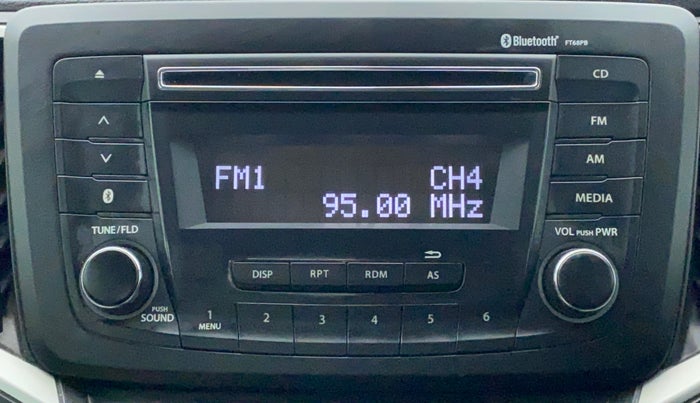 Bluetooth® FT68PB
CD
FM
AM
MEDIA
FM1 CH4
95.00 MHz
TUNE/FLD
VOL PUSH PWR
DISP RPT RDM AS
PUSH
SOUND
1 2 3 4 5 6
MENU